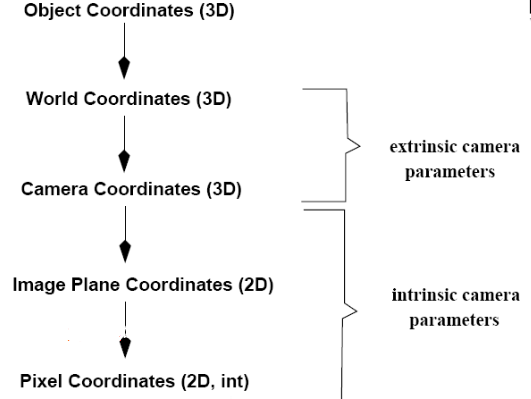 Object Coordinates (3D)
World Coordinates (3D)
extrinsic camera
parameters
Camera Coordinates (3D)
Image Plane Coordinates (2D)
intrinsic camera
parameters
Pixel Coordinates (2D, int)